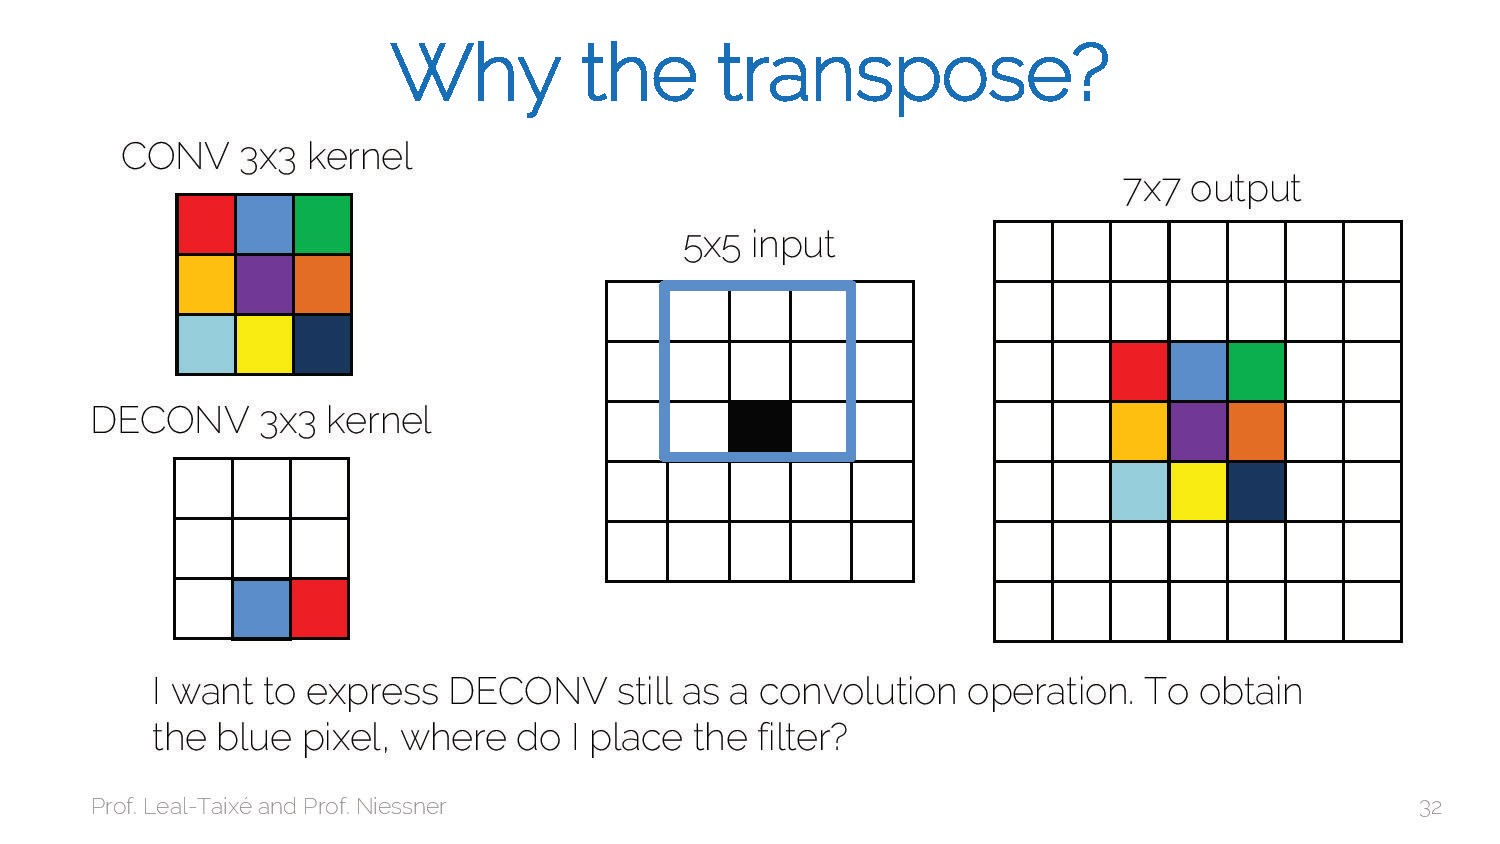 Why the transpose?
CONV 3x3 kernel
7x7 output
5x5 input
DECONV 3x3 kernel
I want to express DECONV still as a convolution operation. To obtain
the blue pixel, where do I place the filter?
Prof. Leal-Taixé and Prof. Niessner
32